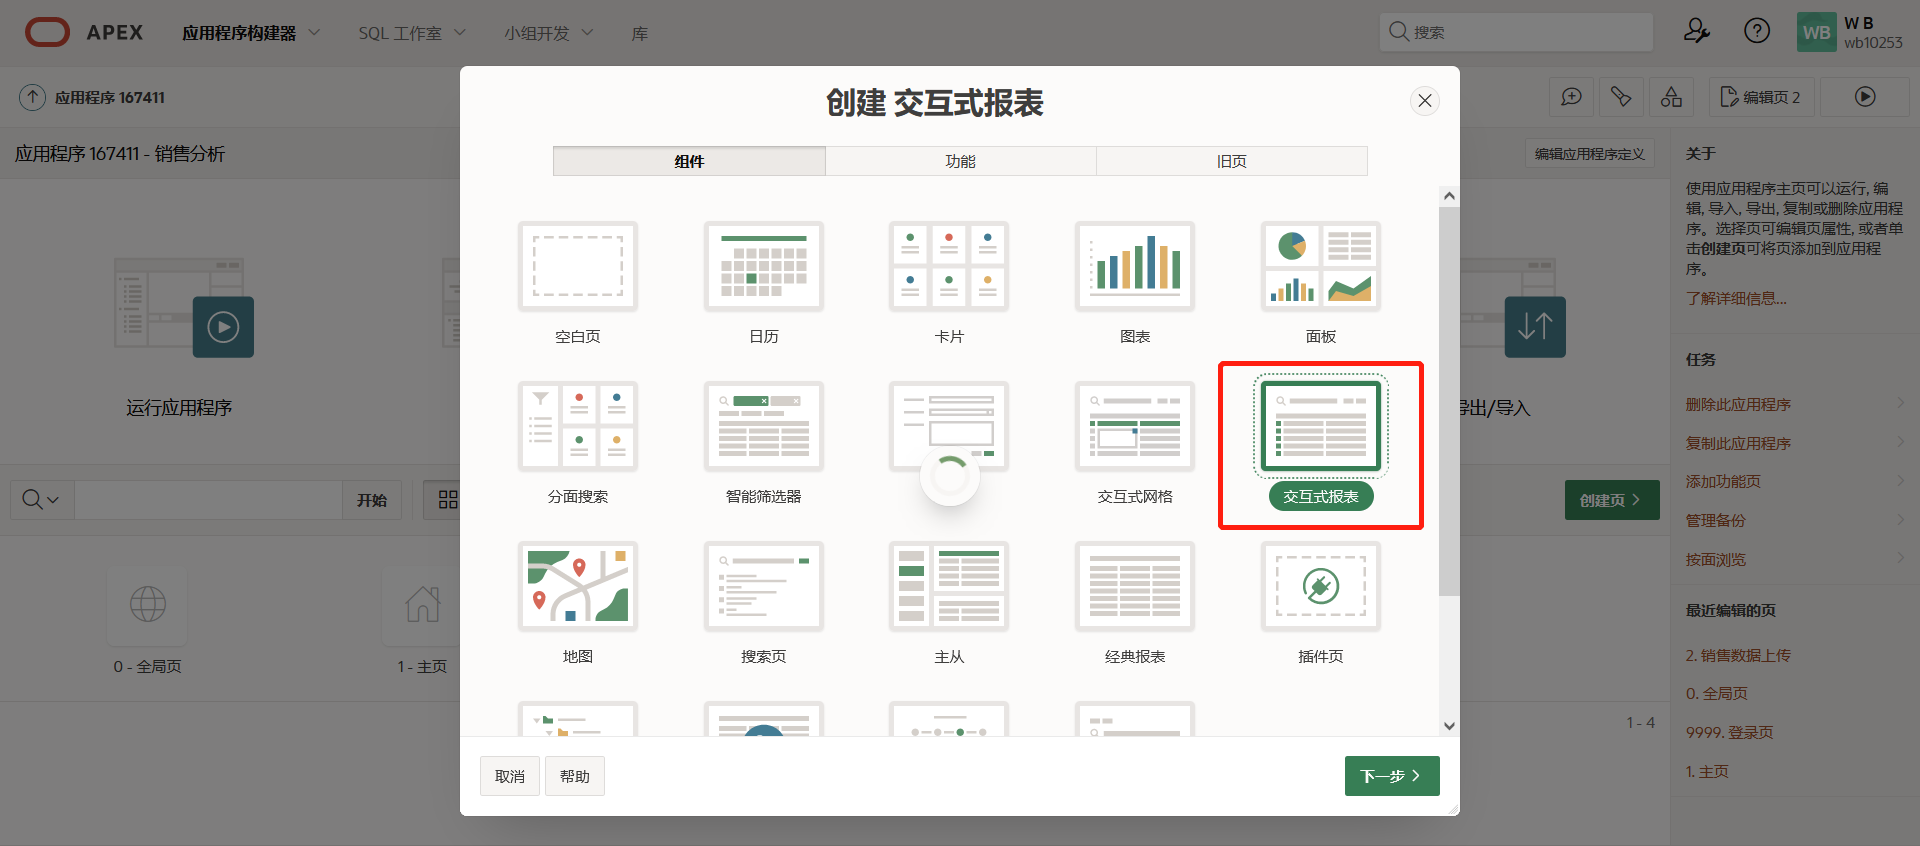 APEX
应用程序构建器
SQL 工作室
小组开发
库
搜索
WB
W B
wb10253
应用程序 167411
编辑页 2
应用程序 167411 - 销售分析
编辑应用程序定义
运行应用程序
导出/导入
开始
创建页
0 - 全局页
1 - 主页
1 - 4
创建 交互式报表
组件
功能
旧页
空白页
日历
卡片
图表
面板
分面搜索
智能筛选器
交互式网格
交互式报表
地图
搜索页
主从
经典报表
插件页
取消
帮助
下一步
关于
使用应用程序主页可以运行, 编
辑, 导入, 导出, 复制或删除应用程
序。选择页可编辑页属性, 或者单
击创建页可将页添加到应用程
序。
了解详细信息...
任务
删除此应用程序
复制此应用程序
添加功能页
管理备份
按面浏览
最近编辑的页
2. 销售数据上传
0. 全局页
9999. 登录页
1. 主页